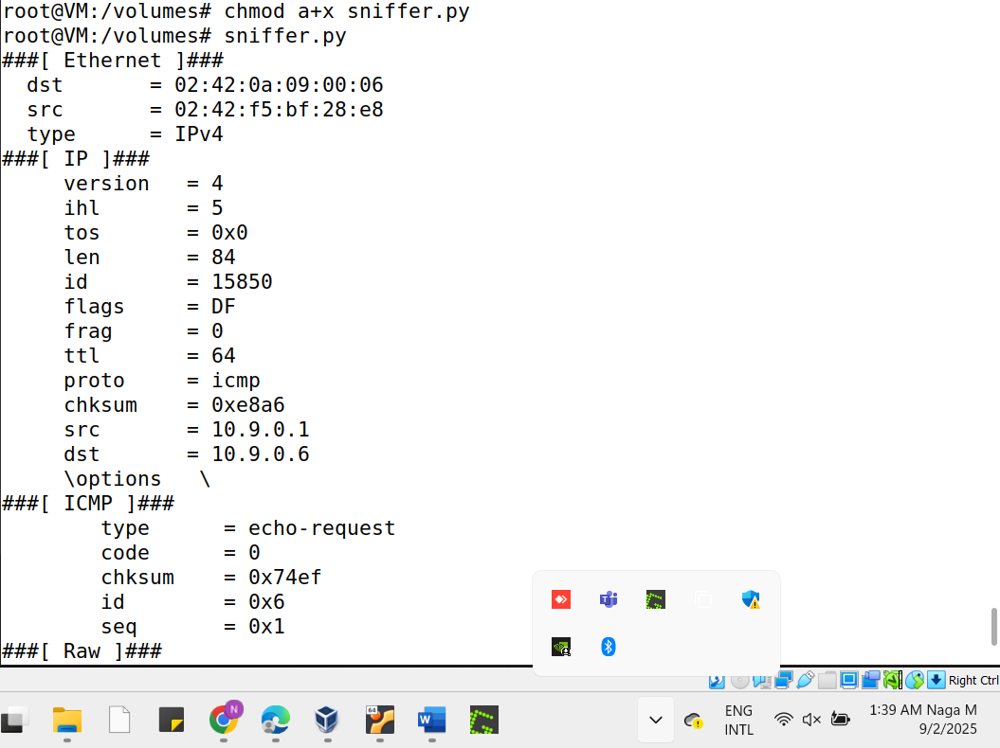 root@VM:/volumes# chmod a+x sniffer.py
root@VM:/volumes# sniffer.py
###[ Ethernet ]###
  dst       = 02:42:0a:09:00:06
  src       = 02:42:f5:bf:28:e8
  type      = IPv4
###[ IP ]###
     version   = 4
     ihl       = 5
     tos       = 0x0
     len       = 84
     id        = 15850
     flags     = DF
     frag      = 0
     ttl       = 64
     proto     = icmp
     chksum    = 0xe8a6
     src       = 10.9.0.1
     dst       = 10.9.0.6
     \options   \
###[ ICMP ]###
        type      = echo-request
        code      = 0
        chksum    = 0x74ef
        id        = 0x6
        seq       = 0x1
###[ Raw ]###
Right Ctrl
N
64
W
ENG
INTL
1:39 AM Naga M
9/2/2025